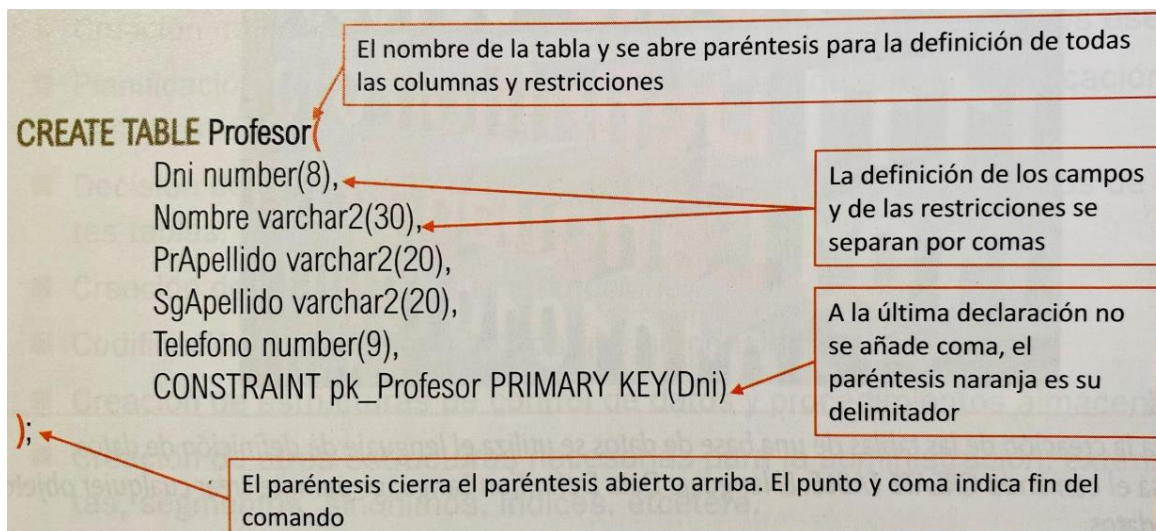 El nombre de la tabla y se abre paréntesis para la definición de todas
las columnas y restricciones
CREATE TABLE Profesor(
Dni number(8),
Nombre varchar2(30),
PrApellido varchar2(20),
SgApellido varchar2(20),
Telefono number(9),
CONSTRAINT pk_Profesor PRIMARY KEY(Dni)
);
La definición de los campos
y de las restricciones se
separan por comas
A la última declaración no
se añade coma, el
paréntesis naranja es su
delimitador
El paréntesis cierra el paréntesis abierto arriba. El punto y coma indica fin del
comando